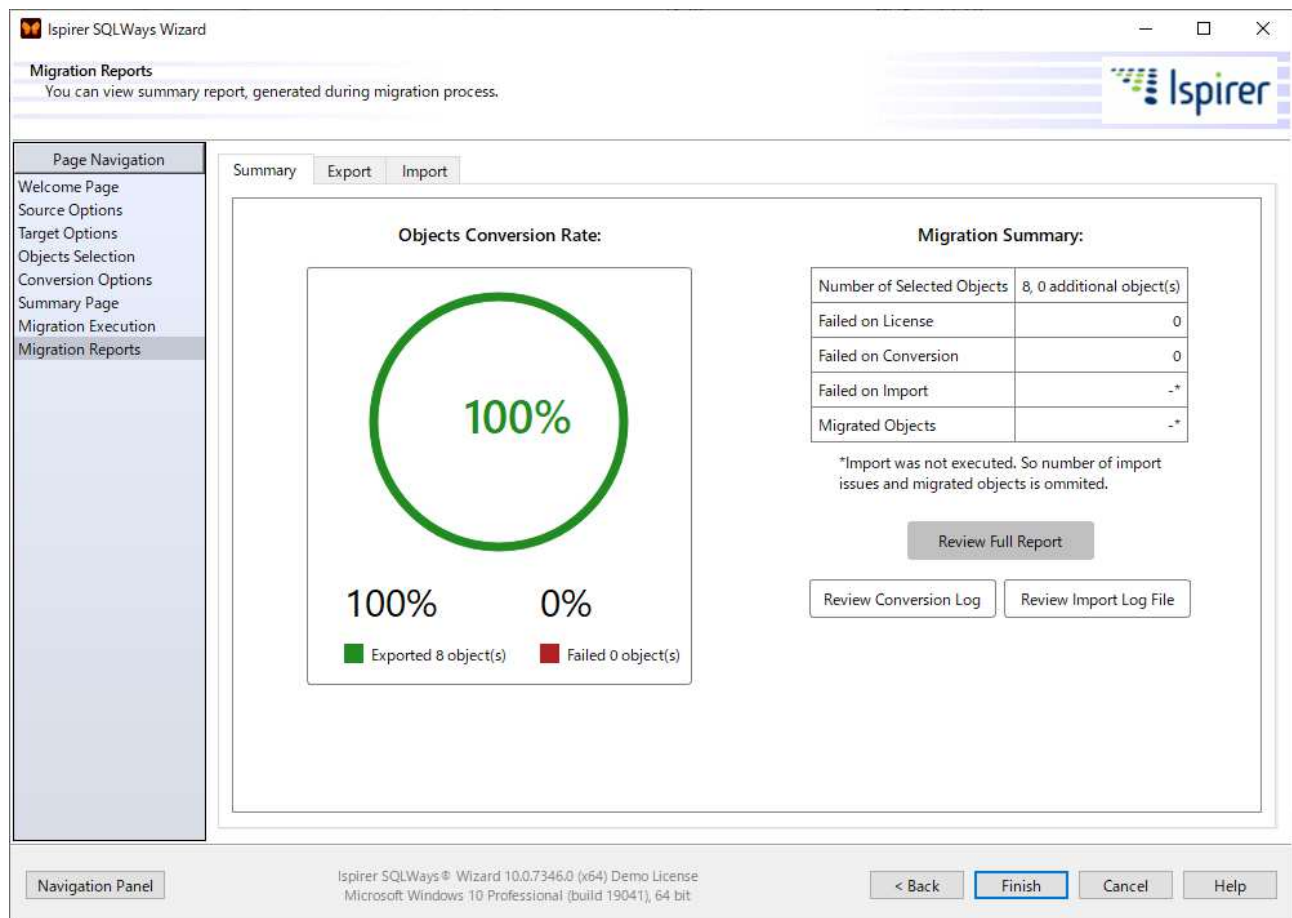 Ispirer SQLWays Wizard
Migration Reports
You can view summary report, generated during migration process.
Ispirer
Page Navigation
Welcome Page
Source Options
Target Options
Objects Selection
Conversion Options
Summary Page
Migration Execution
Migration Reports
Summary Export Import
Objects Conversion Rate:
100%
100% 0%
Exported 8 object(s) Failed 0 object(s)
Migration Summary:
Number of Selected Objects 8, 0 additional object(s)
Failed on License 0
Failed on Conversion 0
Failed on Import -*
Migrated Objects -*
*Import was not executed. So number of import
issues and migrated objects is ommited.
Review Full Report
Review Conversion Log Review Import Log File
Navigation Panel
Ispirer SQLWays® Wizard 10.0.7346.0 (x64) Demo License
Microsoft Windows 10 Professional (build 19041), 64 bit
< Back Finish Cancel Help